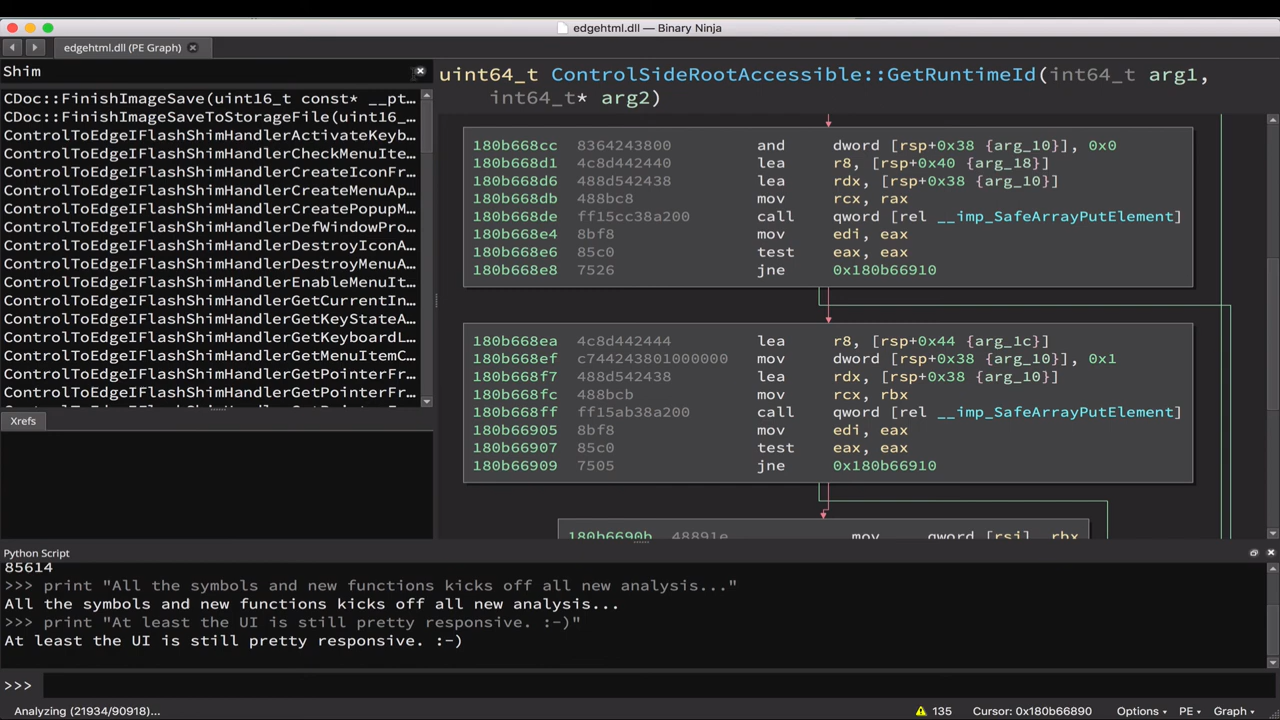 edgehtml.dll — Binary Ninja
edgehtml.dll (PE Graph)
Shim
CDoc::FinishImageSave(uint16_t const* __pt...
CDoc::FinishImageSaveToStorageFile(uint16_...
ControlToEdgeIFlashShimHandlerActivateKeyb...
ControlToEdgeIFlashShimHandlerCheckMenuIte...
ControlToEdgeIFlashShimHandlerCreateIconFr...
ControlToEdgeIFlashShimHandlerCreateMenuAp...
ControlToEdgeIFlashShimHandlerCreatePopupM...
ControlToEdgeIFlashShimHandlerDefWindowPro...
ControlToEdgeIFlashShimHandlerDestroyIconA...
ControlToEdgeIFlashShimHandlerDestroyMenuA...
ControlToEdgeIFlashShimHandlerEnableMenuIt...
ControlToEdgeIFlashShimHandlerGetCurrentIn...
ControlToEdgeIFlashShimHandlerGetKeyStateA...
ControlToEdgeIFlashShimHandlerGetKeyboardL...
ControlToEdgeIFlashShimHandlerGetMenuItemC...
ControlToEdgeIFlashShimHandlerGetPointerFr...
ControlToEdgeIFlashShimHandlerGetPointerFr...
Xrefs
uint64_t ControlSideRootAccessible::GetRuntimeId(int64_t arg1,
int64_t* arg2)
180b668cc 8364243800 and dword [rsp+0x38 {arg_10}], 0x0
180b668d1 4c8d442440 lea r8, [rsp+0x40 {arg_18}]
180b668d6 488d542438 lea rdx, [rsp+0x38 {arg_10}]
180b668db 488bc8 mov rcx, rax
180b668de ff15cc38a200 call qword [rel __imp_SafeArrayPutElement]
180b668e4 8bf8 mov edi, eax
180b668e6 85c0 test eax, eax
180b668e8 7526 jne 0x180b66910
180b668ea 4c8d442444 lea r8, [rsp+0x44 {arg_1c}]
180b668ef c744243801000000 mov dword [rsp+0x38 {arg_10}], 0x1
180b668f7 488d542438 lea rdx, [rsp+0x38 {arg_10}]
180b668fc 488bcb mov rcx, rbx
180b668ff ff15ab38a200 call qword [rel __imp_SafeArrayPutElement]
180b66905 8bf8 mov edi, eax
180b66907 85c0 test eax, eax
180b66909 7505 jne 0x180b66910
180b6690b 48891e mov qword [rsi], rbx
Python Script
85614
>>> print "All the symbols and new functions kicks off all new analysis..."
All the symbols and new functions kicks off all new analysis...
>>> print "At least the UI is still pretty responsive. :-)"
At least the UI is still pretty responsive. :-)
>>>
Analyzing (21934/90918)...
135 Cursor: 0x180b66890 Options PE Graph